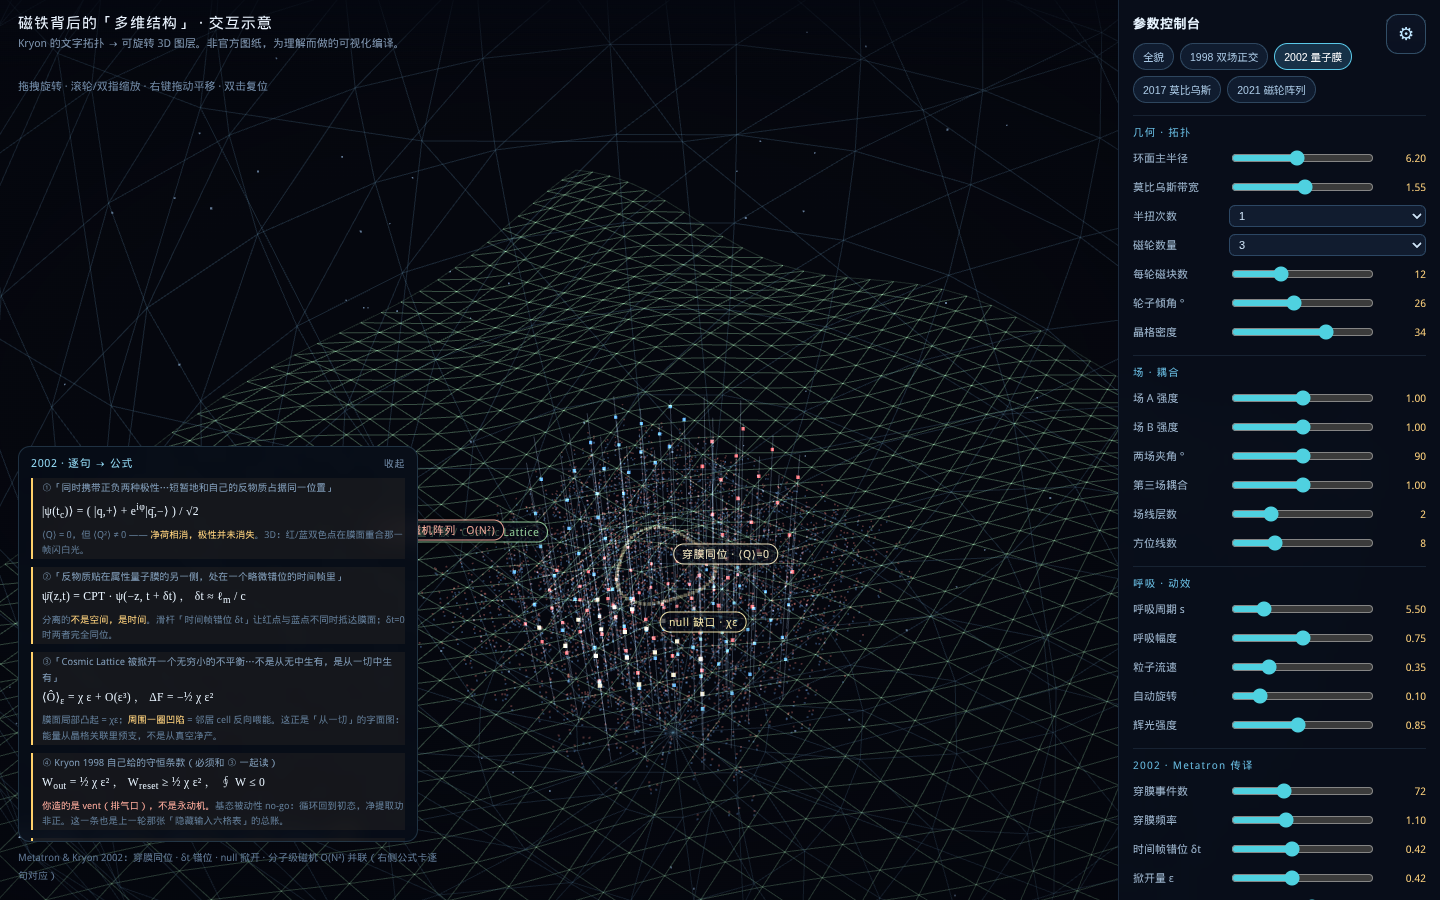 磁铁背后的「多维结构」· 交互示意
Kryon 的文字拓扑 → 可旋转 3D 图层。非官方图纸，为理解而做的可视化编译。
拖拽旋转 · 滚轮/双指缩放 · 右键拖动平移 · 双击复位
机阵列 · O(N²)
Lattice
穿膜同位 · ⟨Q⟩=0
null 缺口 · χε
2002 · 逐句 → 公式
收起
①「同时携带正负两种极性…短暂地和自己的反物质占据同一位置」
|ψ(t_c)⟩ = ( |q,+⟩ + e^{iφ}|q̄,−⟩ ) / √2
⟨Q⟩ = 0，但 ⟨Q²⟩ ≠ 0 —— 净荷相消，极性并未消失。3D：红/蓝双色点在膜面重合那一
帧闪白光。
②「反物质贴在属性量子膜的另一侧，处在一个略微错位的时间帧里」
ψ̄(z,t) = CPT · ψ(−z, t + δt) ,　δt ≈ ℓ_m / c
分离的不是空间，是时间。滑杆「时间帧错位 δt」让红点与蓝点不同时抵达膜面；δt=0
时两者完全同位。
③「Cosmic Lattice 被掀开一个无穷小的不平衡…不是从无中生有，是从一切中生
有」
⟨Ô⟩_ε = χ ε + O(ε³) ,　ΔF = −½ χ ε²
膜面局部凸起 = χε；周围一圈凹陷 = 邻居 cell 反向喂能。这正是「从一切」的字面图：
能量从晶格关联里预支，不是从真空净产。
④ Kryon 1998 自己给的守恒条款（必须和 ③ 一起读）
W_out = ½ χ ε² ,　W_reset ≥ ½ χ ε² ,　∮ W ≤ 0
你造的是 vent（排气口），不是永动机。基态被动性 no-go：循环回到初态，净提取功
非正。这一条也是上一轮那张「隐藏输入六格表」的总账。
Metatron & Kryon 2002：穿膜同位 · δt 错位 · null 掀开 · 分子级磁机 O(N²) 并联（右侧公式卡逐
句对应）
参数控制台
⚙
全貌
1998 双场正交
2002 量子膜
2017 莫比乌斯
2021 磁轮阵列
几何 · 拓扑
环面主半径 6.20
莫比乌斯带宽 1.55
半扭次数 1
磁轮数量 3
每轮磁块数 12
轮子倾角 ° 26
晶格密度 34
场 · 耦合
场 A 强度 1.00
场 B 强度 1.00
两场夹角 ° 90
第三场耦合 1.00
场线层数 2
方位线数 8
呼吸 · 动效
呼吸周期 s 5.50
呼吸幅度 0.75
粒子流速 0.35
自动旋转 0.10
辉光强度 0.85
2002 · Metatron 传译
穿膜事件数 72
穿膜频率 1.10
时间帧错位 δt 0.42
掀开量 ε 0.42